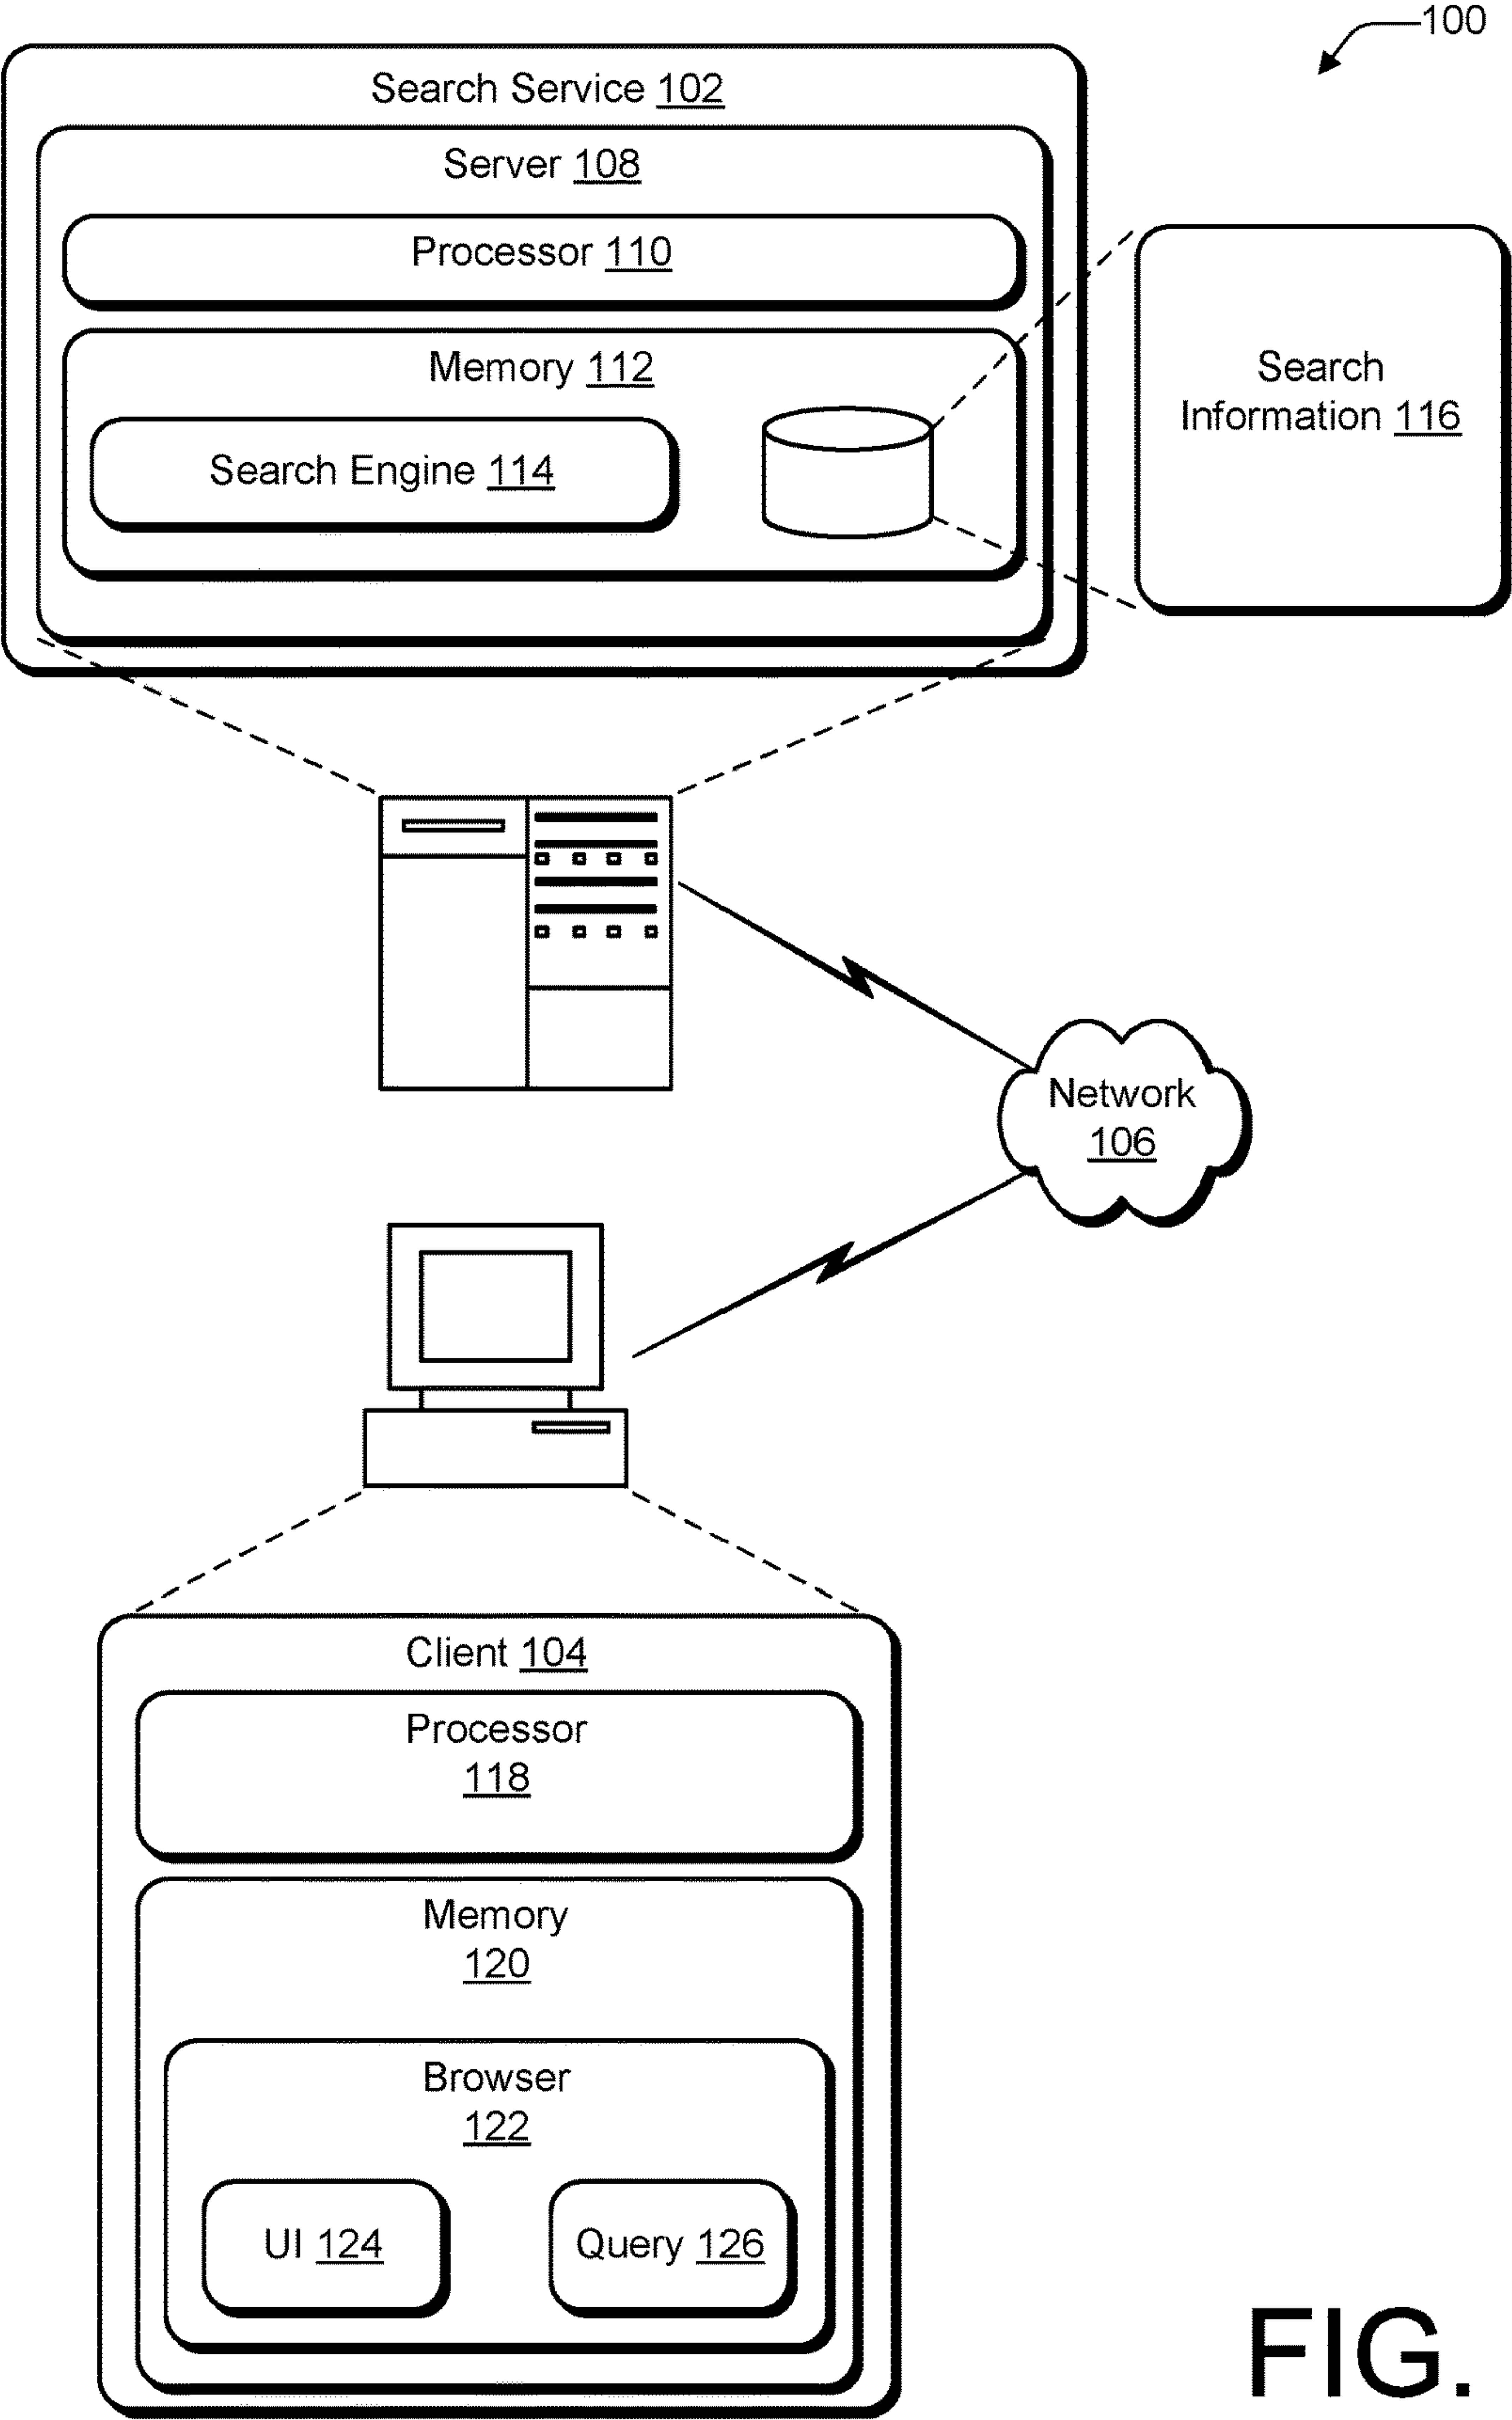 100
Search Service 102
Server 108
Processor 110
Memory 112
Search Engine 114
Search
Information 116
Network
106
Client 104
Processor
118
Memory
120
Browser
122
UI 124
Query 126
FIG.